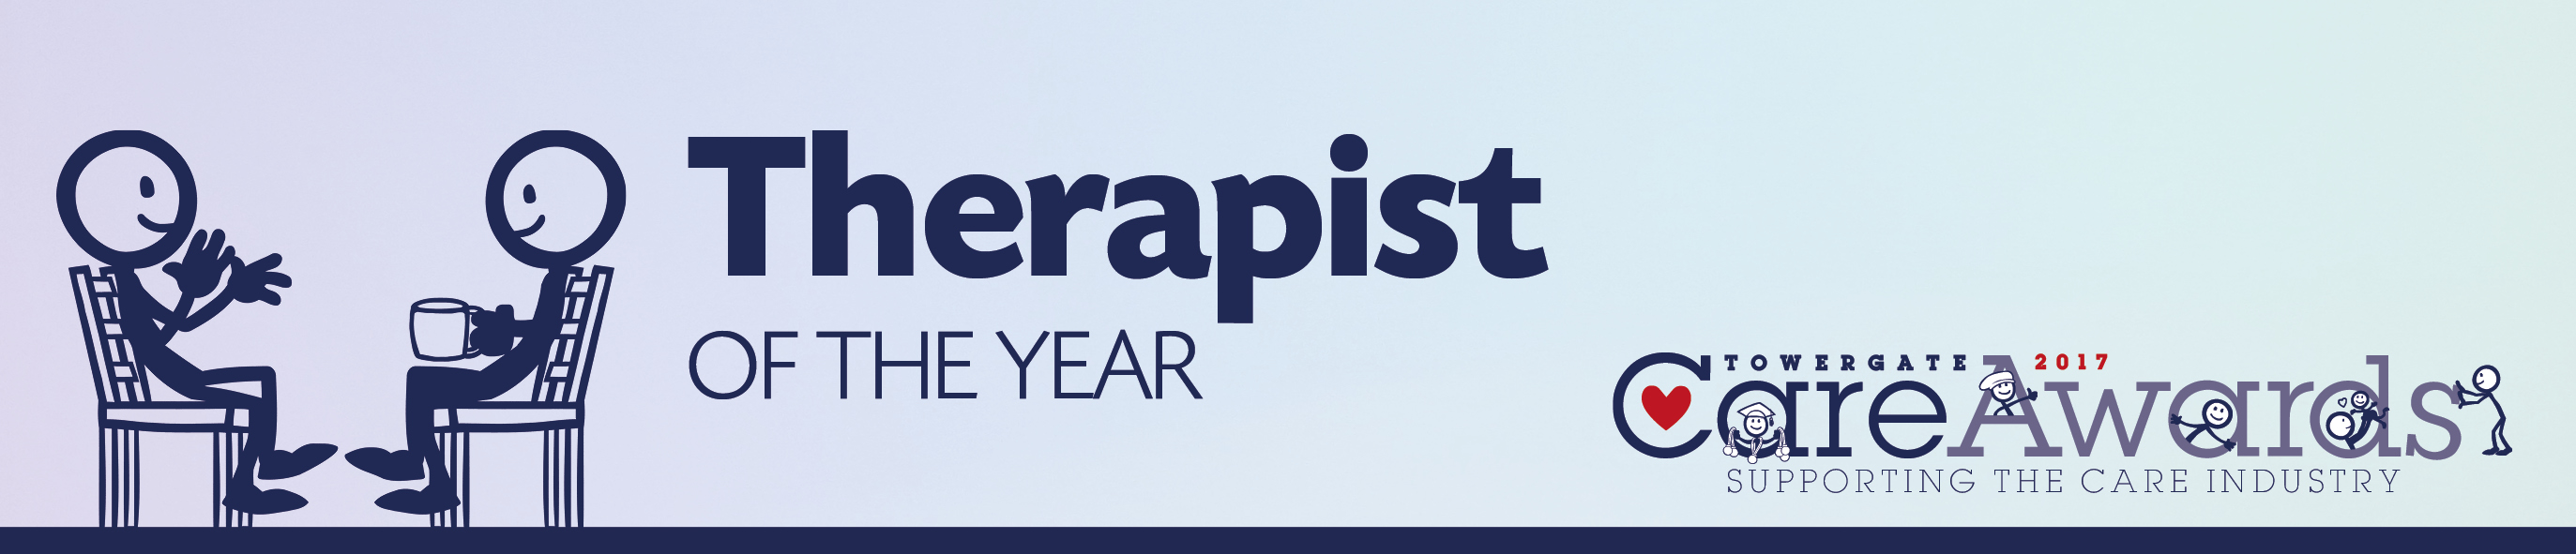 Therapist
OF THE YEAR
TOWERGATE 2017
CareAwards
SUPPORTING THE CARE INDUSTRY